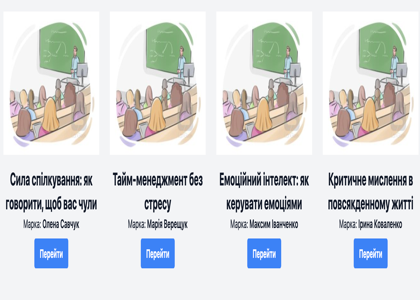 Сила спілкування: як
говорити, щоб вас чули
Марка: Олена Савчук
Перейти
Тайм-менеджмент без
стресу
Марка: Марія Верещук
Перейти
Емоційний інтелект: як
керувати емоціями
Марка: Максим Іванченко
Перейти
Критичне мислення в
повсякденному житті
Марка: Ірина Коваленко
Перейти